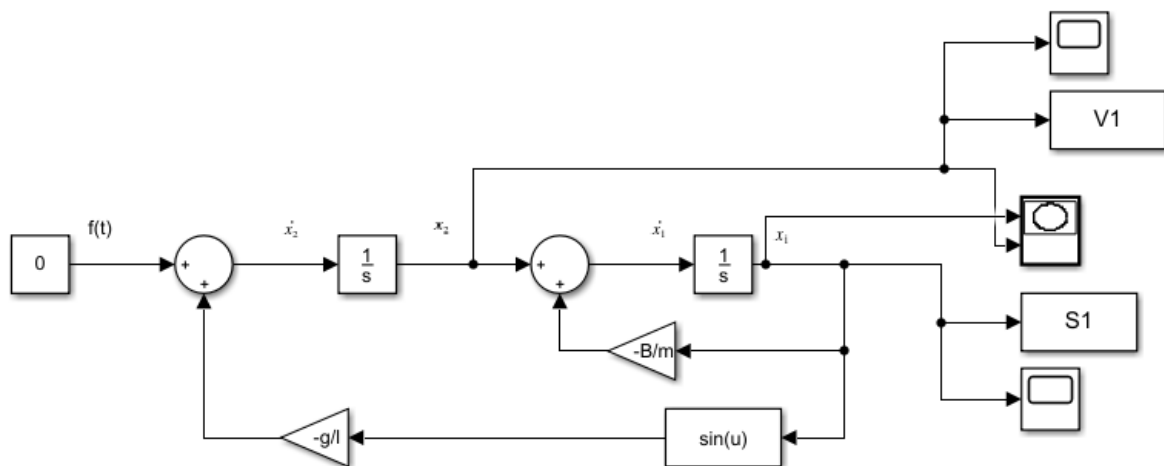 V1
f(t)
ẋ₂
x₂
ẋ₁
x₁
0
+
+
1
s
+
+
1
s
S1
-B/m
-g/l
sin(u)